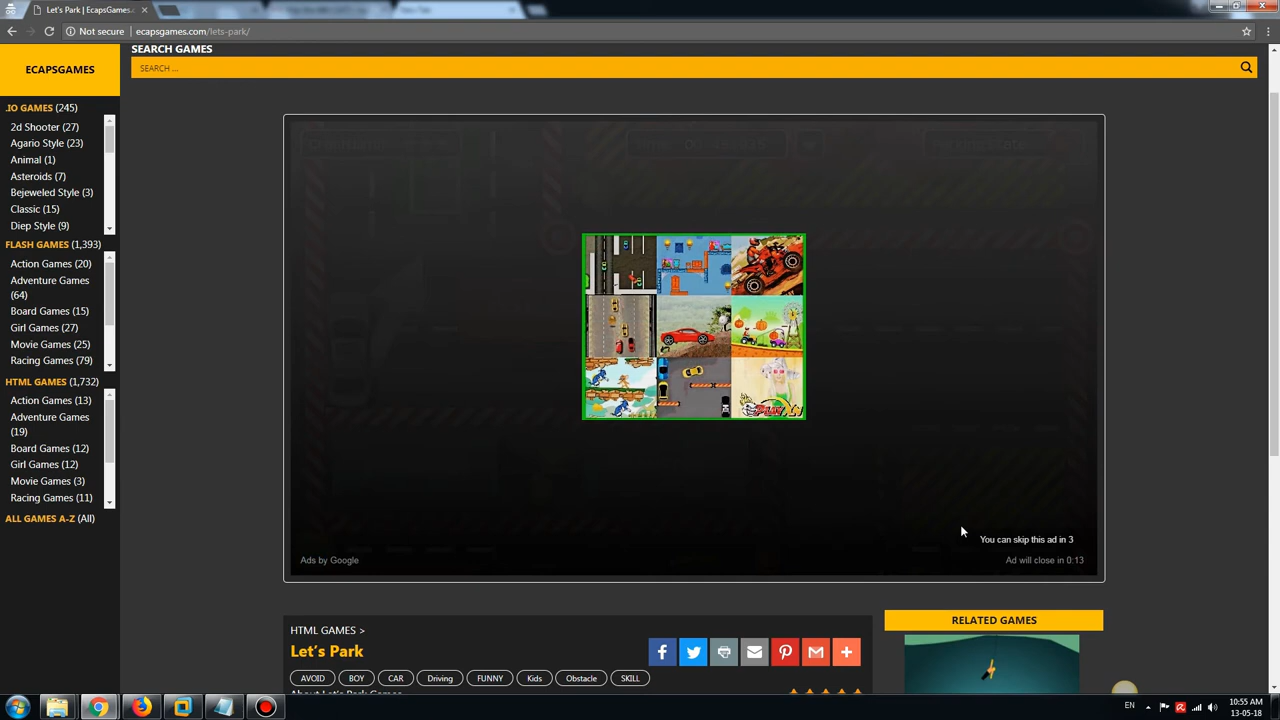 Let's Park | EcapsGames.
Not secure | ecapsgames.com/lets-park/
SEARCH GAMES
ECAPSGAMES
SEARCH ...
.IO GAMES (245)
2d Shooter (27)
Agario Style (23)
Animal (1)
Asteroids (7)
Bejeweled Style (3)
Classic (15)
Diep Style (9)
FLASH GAMES (1,393)
Action Games (20)
Adventure Games
(64)
Board Games (15)
Girl Games (27)
Movie Games (25)
Racing Games (79)
HTML GAMES (1,732)
Action Games (13)
Adventure Games
(19)
Board Games (12)
Girl Games (12)
Movie Games (3)
Racing Games (11)
ALL GAMES A-Z (All)
You can skip this ad in 3
Ads by Google
Ad will close in 0:13
HTML GAMES >
Let's Park
AVOID
BOY
CAR
Driving
FUNNY
Kids
Obstacle
SKILL
About Let's Park Games
RELATED GAMES
EN
10:55 AM
13-05-18